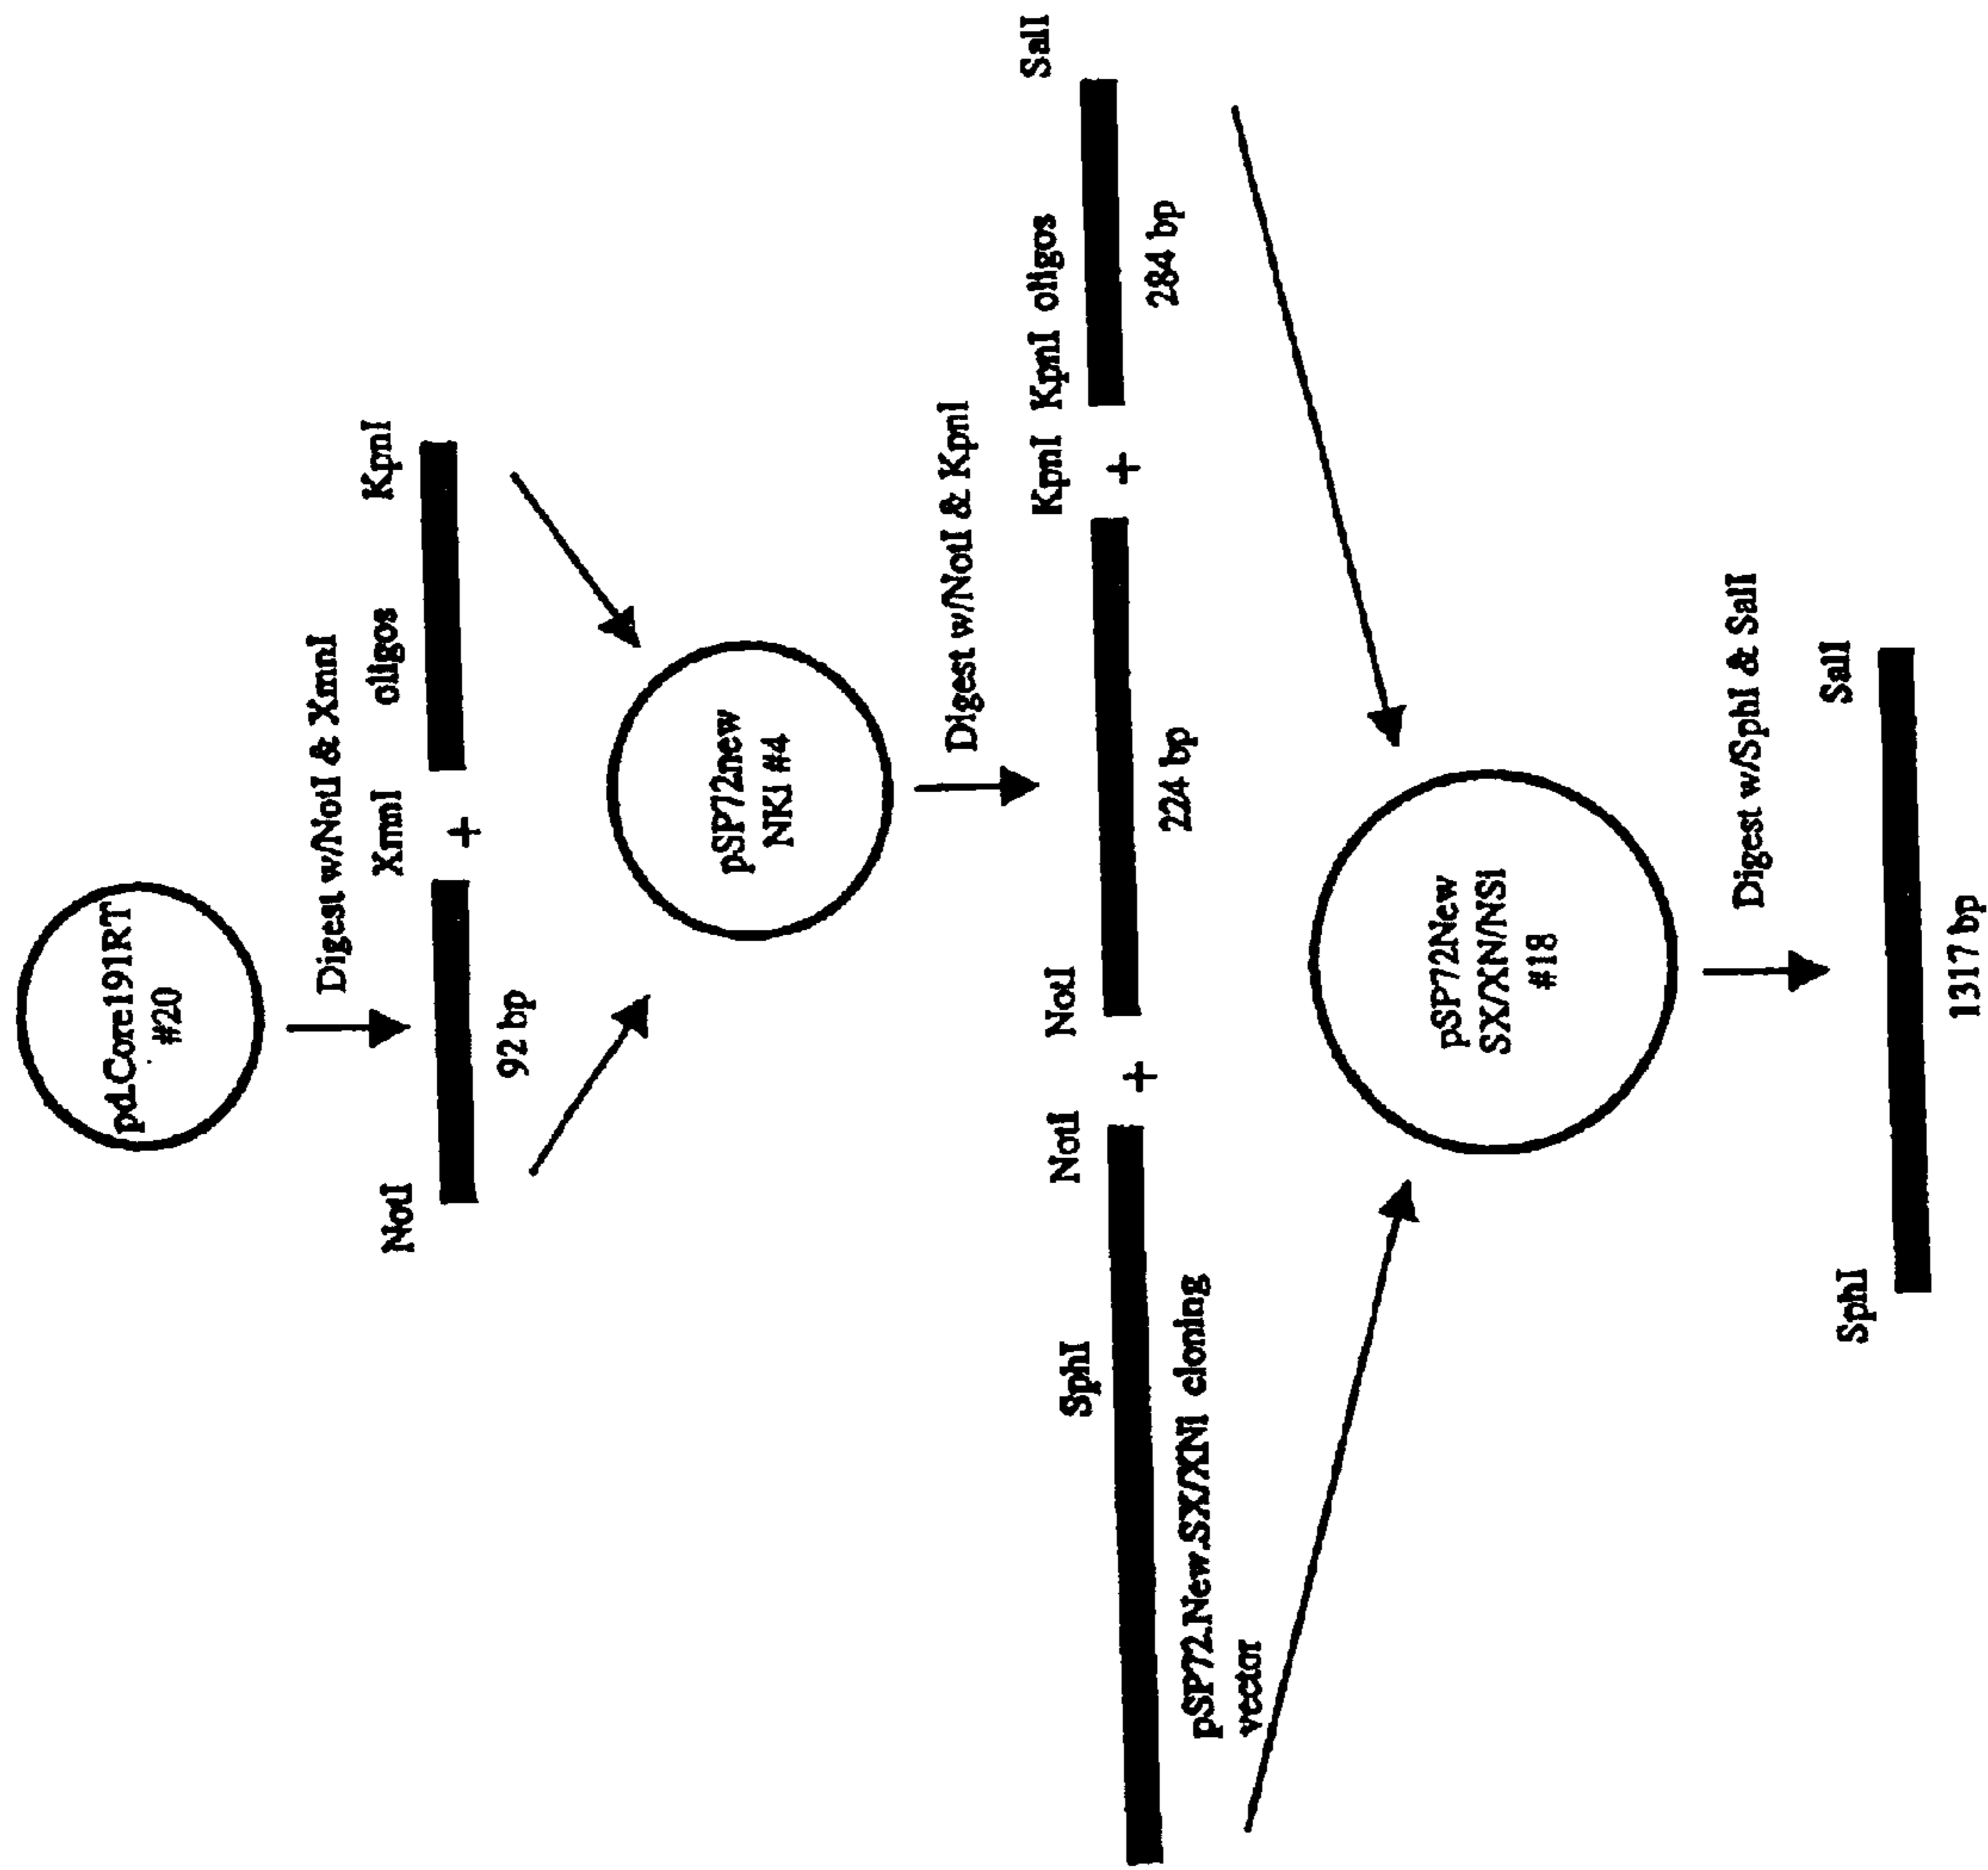 pd.Core191RT
#20
Digest w/NotI & XmnI
NotI
XmnI
oligos
KpnI
+
92 bp
pSP72new
NKi #4
Digest w/NotI & KpnI
SphI
NotI
NotI
KpnI
KpnI
oligos
SalI
+
+
pSP72.New.SX/XNi cloning
vector
224 bp
284 bp
pSP72New
SX/XN/NSi
#18
Digest w/SphI & SalI
SphI
SalI
1317 bp